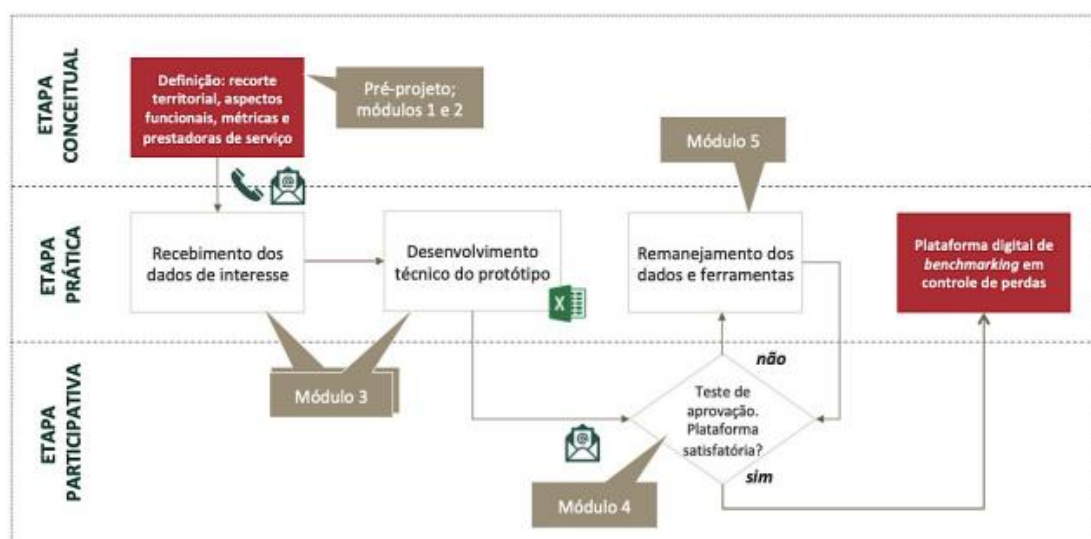 ETAPA
CONCEITUAL
Definição: recorte
territorial, aspectos
funcionais, métricas e
prestadoras de serviço
Pré-projeto;
módulos 1 e 2
Módulo 5
ETAPA
PRÁTICA
Recebimento dos
dados de interesse
Desenvolvimento
técnico do protótipo
Remanejamento dos
dados e ferramentas
Plataforma digital de
benchmarking em
controle de perdas
ETAPA
PARTICIPATIVA
Módulo 3
não
Teste de
aprovação.
Plataforma
satisfatória?
sim
Módulo 4